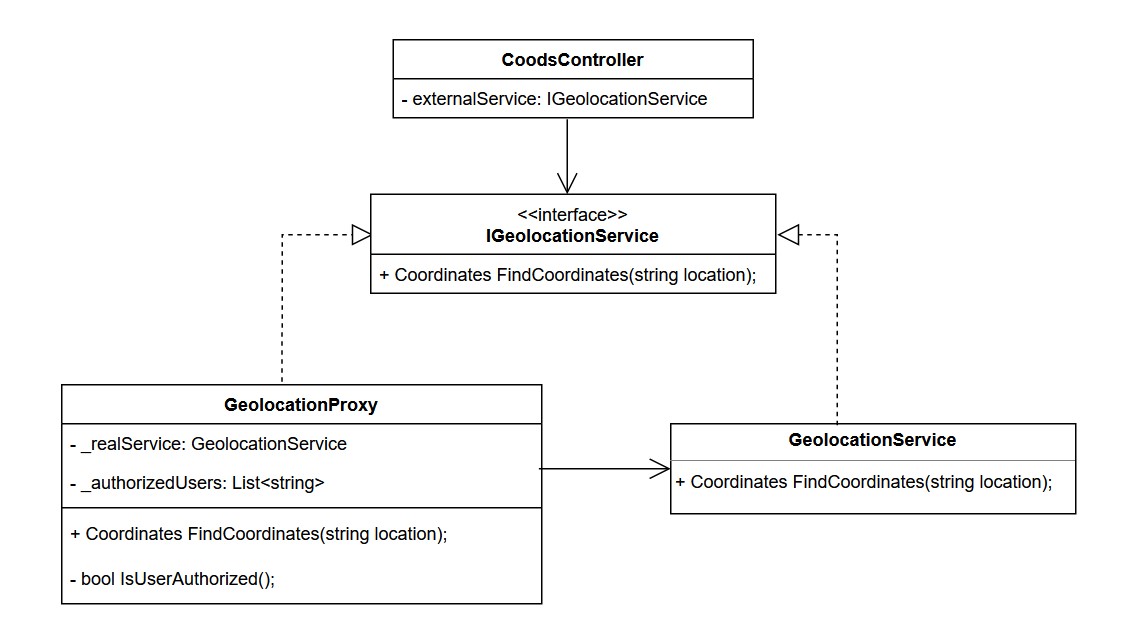 CoodsController
- externalService: IGeolocationService
<<interface>>
IGeolocationService
+ Coordinates FindCoordinates(string location);
GeolocationProxy
- _realService: GeolocationService
- _authorizedUsers: List<string>
+ Coordinates FindCoordinates(string location);
- bool IsUserAuthorized();
GeolocationService
+ Coordinates FindCoordinates(string location);